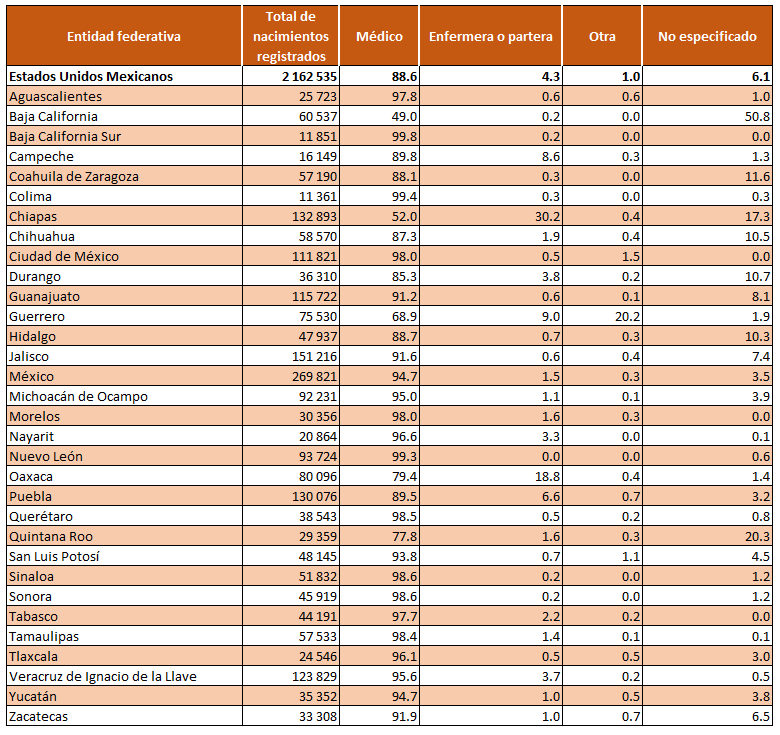 Entidad federativa Total de nacimientos registrados Médico Enfermera o partera Otra No especificado
Estados Unidos Mexicanos 2 162 535 88.6 4.3 1.0 6.1
Aguascalientes 25 723 97.8 0.6 0.6 1.0
Baja California 60 537 49.0 0.2 0.0 50.8
Baja California Sur 11 851 99.8 0.2 0.0 0.0
Campeche 16 149 89.8 8.6 0.3 1.3
Coahuila de Zaragoza 57 190 88.1 0.3 0.0 11.6
Colima 11 361 99.4 0.3 0.0 0.3
Chiapas 132 893 52.0 30.2 0.4 17.3
Chihuahua 58 570 87.3 1.9 0.4 10.5
Ciudad de México 111 821 98.0 0.5 1.5 0.0
Durango 36 310 85.3 3.8 0.2 10.7
Guanajuato 115 722 91.2 0.6 0.1 8.1
Guerrero 75 530 68.9 9.0 20.2 1.9
Hidalgo 47 937 88.7 0.7 0.3 10.3
Jalisco 151 216 91.6 0.6 0.4 7.4
México 269 821 94.7 1.5 0.3 3.5
Michoacán de Ocampo 92 231 95.0 1.1 0.1 3.9
Morelos 30 356 98.0 1.6 0.3 0.0
Nayarit 20 864 96.6 3.3 0.0 0.1
Nuevo León 93 724 99.3 0.0 0.0 0.6
Oaxaca 80 096 79.4 18.8 0.4 1.4
Puebla 130 076 89.5 6.6 0.7 3.2
Querétaro 38 543 98.5 0.5 0.2 0.8
Quintana Roo 29 359 77.8 1.6 0.3 20.3
San Luis Potosí 48 145 93.8 0.7 1.1 4.5
Sinaloa 51 832 98.6 0.2 0.0 1.2
Sonora 45 919 98.6 0.2 0.0 1.2
Tabasco 44 191 97.7 2.2 0.2 0.0
Tamaulipas 57 533 98.4 1.4 0.1 0.1
Tlaxcala 24 546 96.1 0.5 0.5 3.0
Veracruz de Ignacio de la Llave 123 829 95.6 3.7 0.2 0.5
Yucatán 35 352 94.7 1.0 0.5 3.8
Zacatecas 33 308 91.9 1.0 0.7 6.5